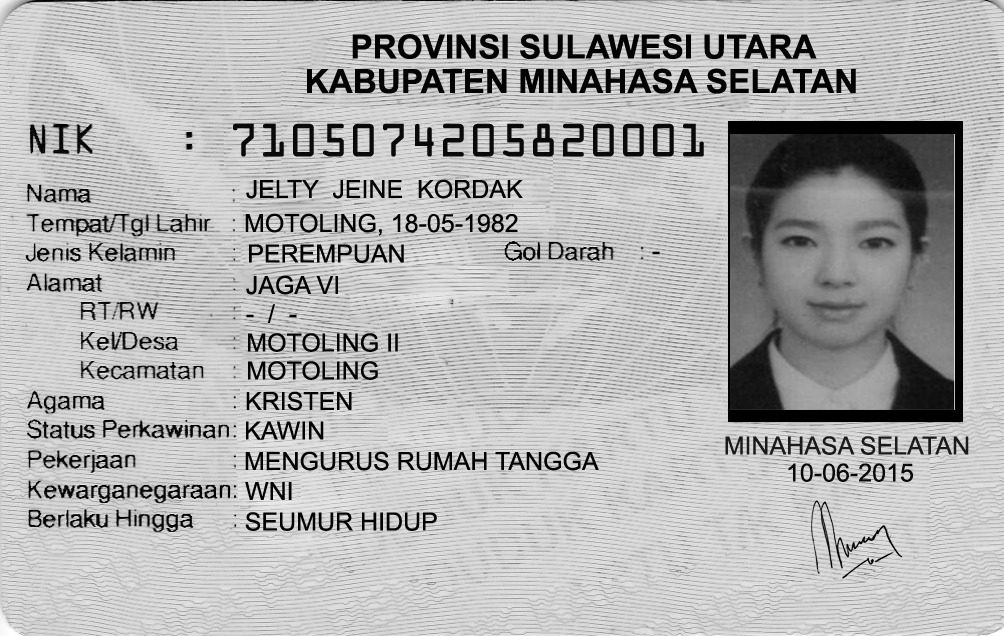 PROVINSI SULAWESI UTARA
KABUPATEN MINAHASA SELATAN
NIK : 7105074205820001
Nama : JELTY JEINE KORDAK
Tempat/Tgl Lahir : MOTOLING, 18-05-1982
Jenis Kelamin : PEREMPUAN Gol Darah : -
Alamat : JAGA VI
RT/RW : - / -
Kel/Desa : MOTOLING II
Kecamatan : MOTOLING
Agama : KRISTEN
Status Perkawinan: KAWIN
Pekerjaan : MENGURUS RUMAH TANGGA
Kewarganegaraan: WNI
Berlaku Hingga : SEUMUR HIDUP
MINAHASA SELATAN
10-06-2015